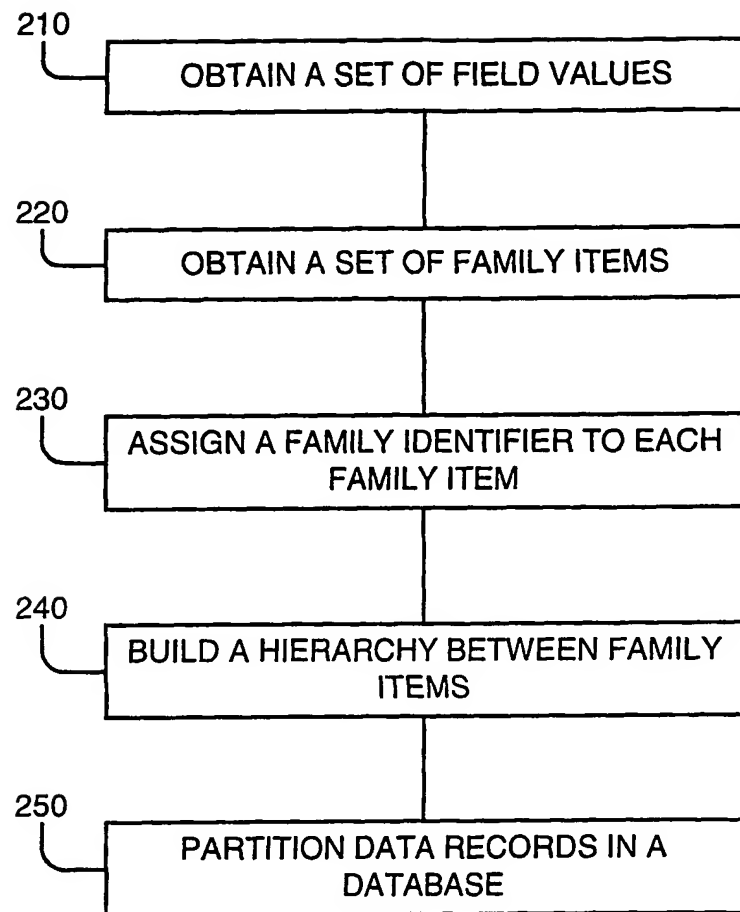 210
OBTAIN A SET OF FIELD VALUES
220
OBTAIN A SET OF FAMILY ITEMS
230
ASSIGN A FAMILY IDENTIFIER TO EACH
FAMILY ITEM
240
BUILD A HIERARCHY BETWEEN FAMILY
ITEMS
250
PARTITION DATA RECORDS IN A
DATABASE